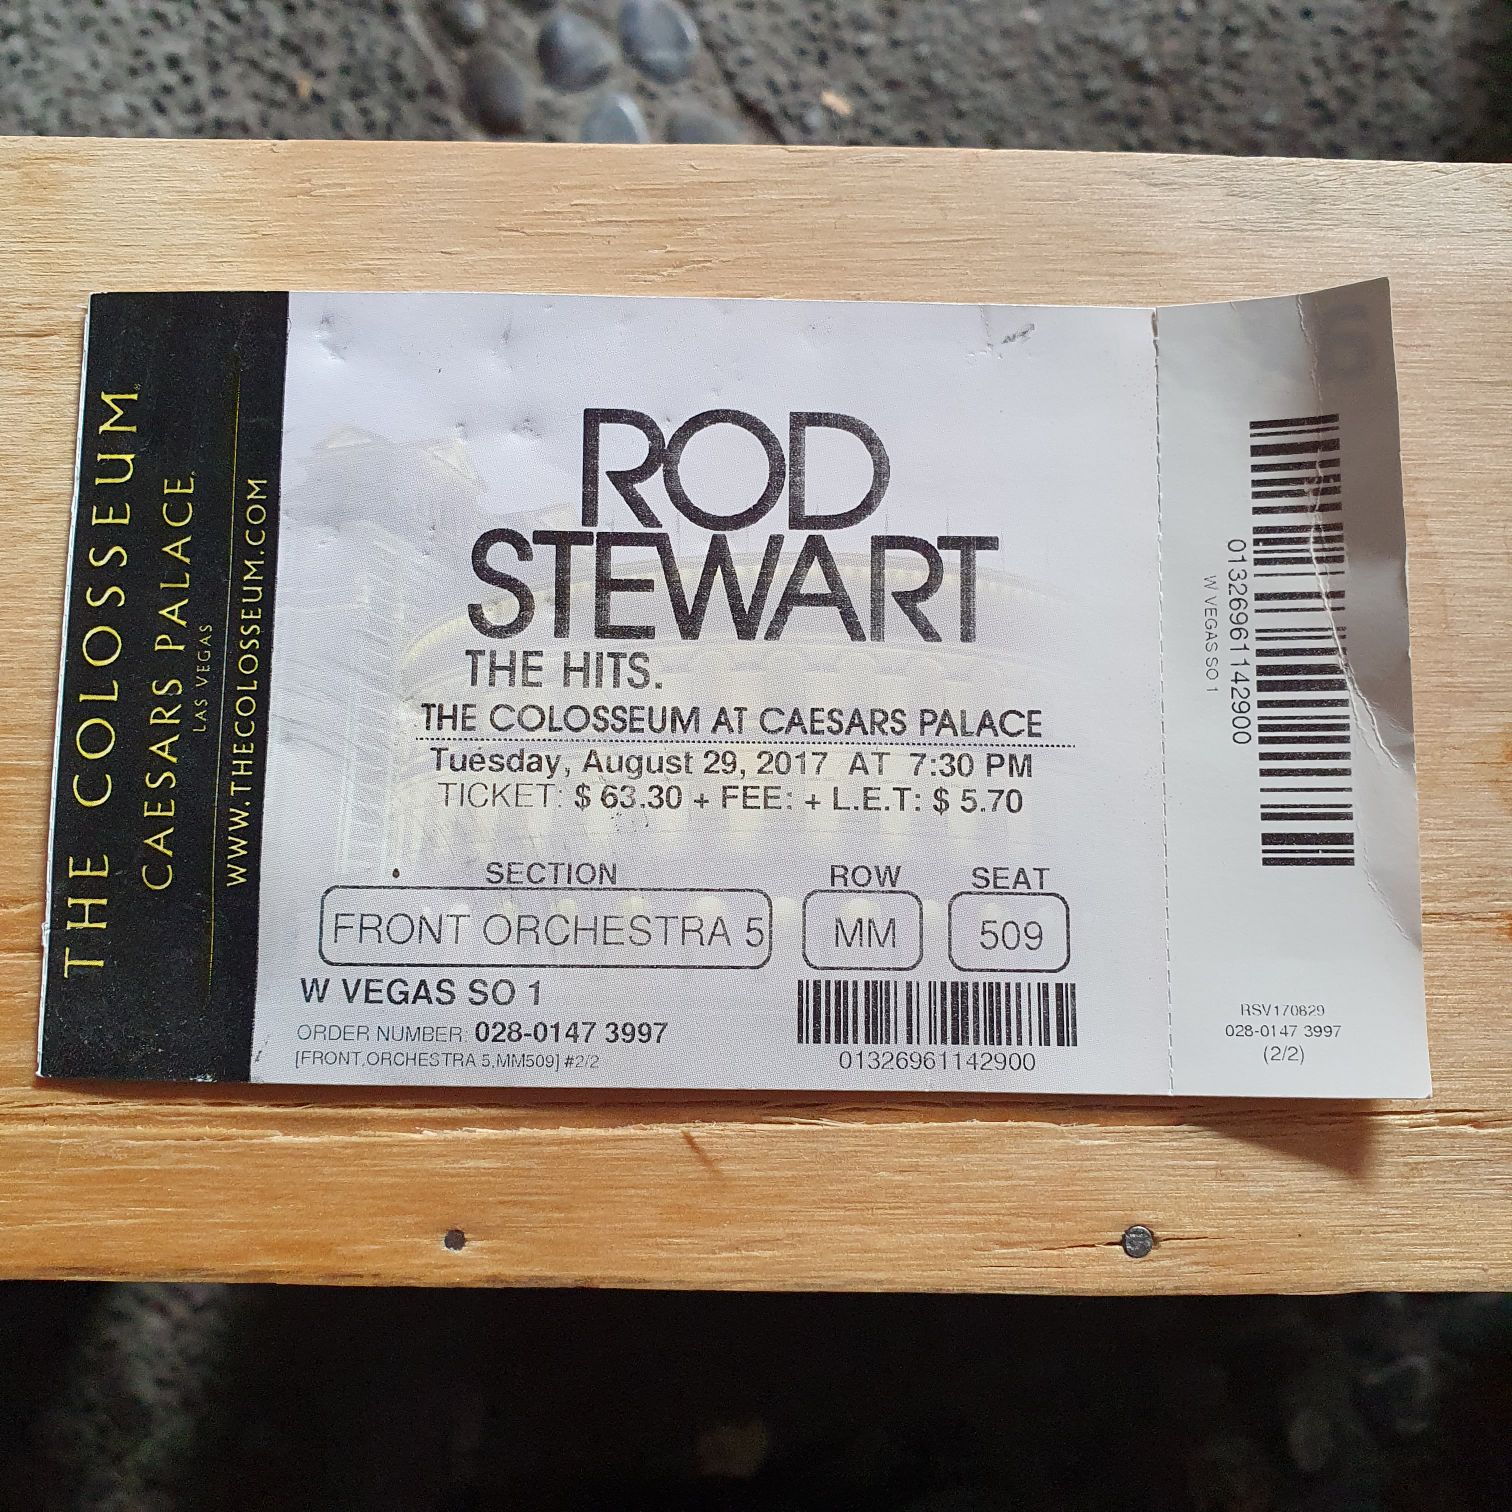 THE COLOSSEUM
CAESARS PALACE
LAS VEGAS
WWW.THECOLOSSEUM.COM
ROD
STEWART
THE HITS.
THE COLOSSEUM AT CAESARS PALACE
Tuesday, August 29, 2017 AT 7:30 PM
TICKET: $ 63.30 + FEE: + L.E.T: $ 5.70
SECTION ROW SEAT
FRONT ORCHESTRA 5 MM 509
W VEGAS SO 1
ORDER NUMBER: 028-0147 3997
[FRONT,ORCHESTRA 5,MM509] #2/2
01326961142900
01326961142900
W VEGAS SO 1
RSV170829
028-0147 3997
(2/2)